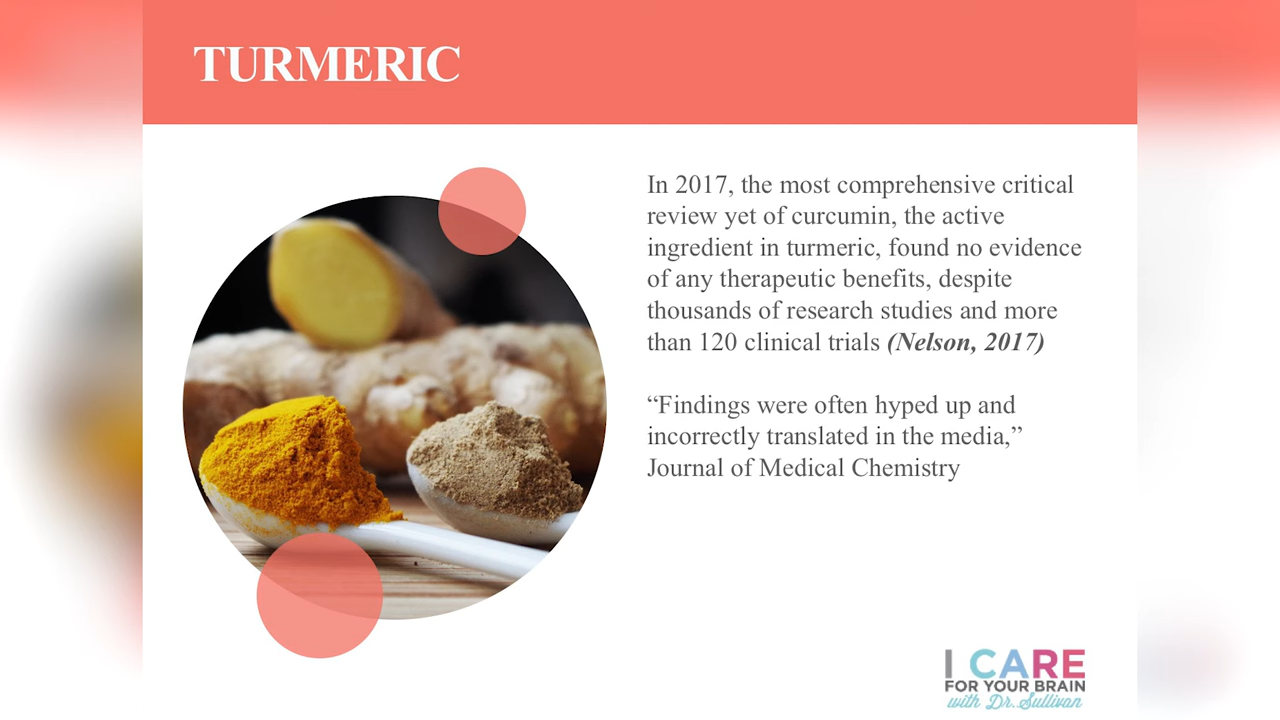 TURMERIC
In 2017, the most comprehensive critical
review yet of curcumin, the active
ingredient in turmeric, found no evidence
of any therapeutic benefits, despite
thousands of research studies and more
than 120 clinical trials (Nelson, 2017)
“Findings were often hyped up and
incorrectly translated in the media,”
Journal of Medical Chemistry
I CARE
FOR YOUR BRAIN
with Dr. Sullivan